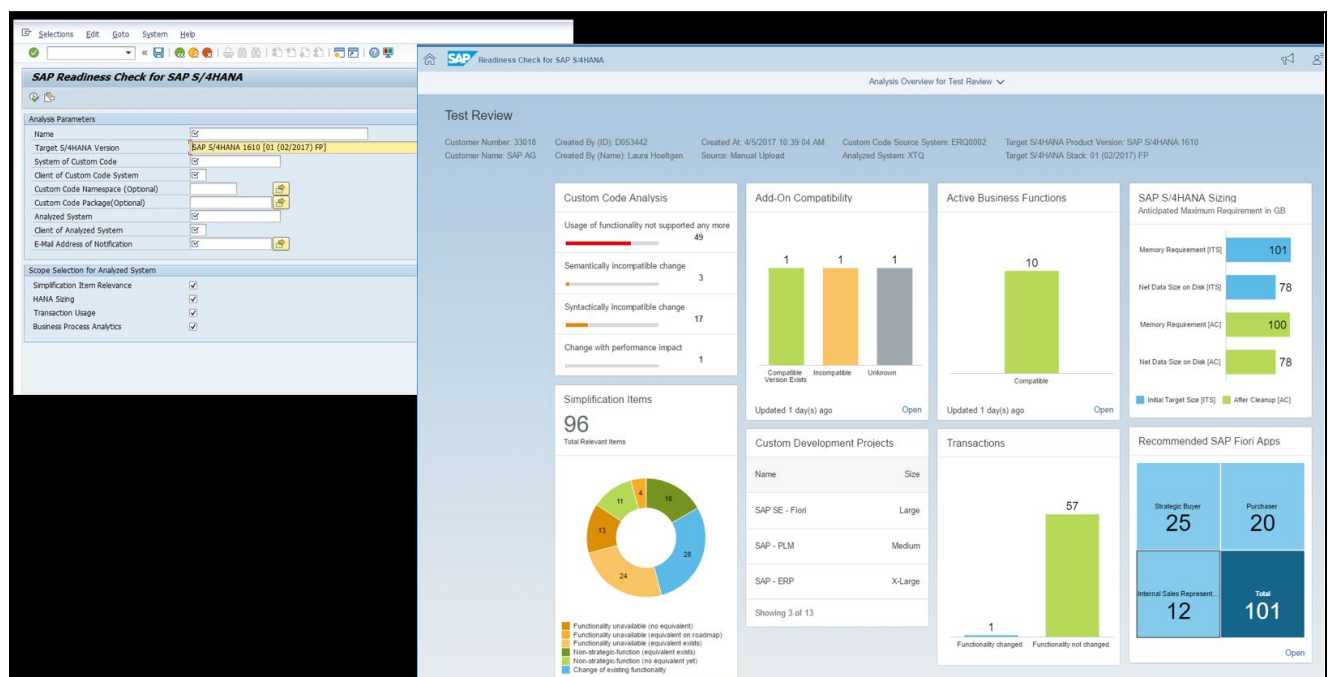 Selections Edit Goto System Help
SAP Readiness Check for SAP S/4HANA
Analysis Parameters
Name
Target S/4HANA Version SAP S/4HANA 1610 [01 (02/2017) FP]
System of Custom Code
Client of Custom Code System
Custom Code Namespace (Optional)
Custom Code Package(Optional)
Analyzed System
Client of Analyzed System
E-Mail Address of Notification
Scope Selection for Analyzed System
Simplification Item Relevance
HANA Sizing
Transaction Usage
Business Process Analytics
SAP Readiness Check for SAP S/4HANA
Analysis Overview for Test Review
Test Review
Customer Number: 33018 Created By (ID): D053442 Created At: 4/5/2017 10:39:04 AM Custom Code Source System: ERQ0002 Target S/4HANA Product Version: SAP S/4HANA 1610
Customer Name: SAP AG Created By (Name): Laura Hoeltgen Source: Manual Upload Analyzed System: XTQ Target S/4HANA Stack: 01 (02/2017) FP
Custom Code Analysis
Usage of functionality not supported any more
49
Semantically incompatible change
3
Syntactically incompatible change
17
Change with performance impact
1
Add-On Compatibility
1 1 1
Compatible Version Exists
Incompatible
Unknown
Updated 1 day(s) ago Open
Active Business Functions
10
Compatible
Updated 1 day(s) ago Open
SAP S/4HANA Sizing
Anticipated Maximum Requirement in GB
Memory Requirement [ITS] 101
Net Data Size on Disk [ITS] 78
Memory Requirement [AC] 100
Net Data Size on Disk [AC] 78
Initial Target Size [ITS] After Cleanup [AC]
Simplification Items
96
Total Relevant Items
4
11
16
13
28
24
Functionality unavailable (no equivalent)
Functionality unavailable (equivalent on roadmap)
Functionality unavailable (equivalent exists)
Non-strategic-function (equivalent exists)
Non-strategic-function (no equivalent yet)
Change of existing functionality
Custom Development Projects
Name Size
SAP SE - Fiori Large
SAP - PLM Medium
SAP - ERP X-Large
Showing 3 of 13
Transactions
57
1
Functionality changed Functionality not changed
Recommended SAP Fiori Apps
Strategic Buyer
25
Purchaser
20
Internal Sales Represent...
12
Total
101
Open